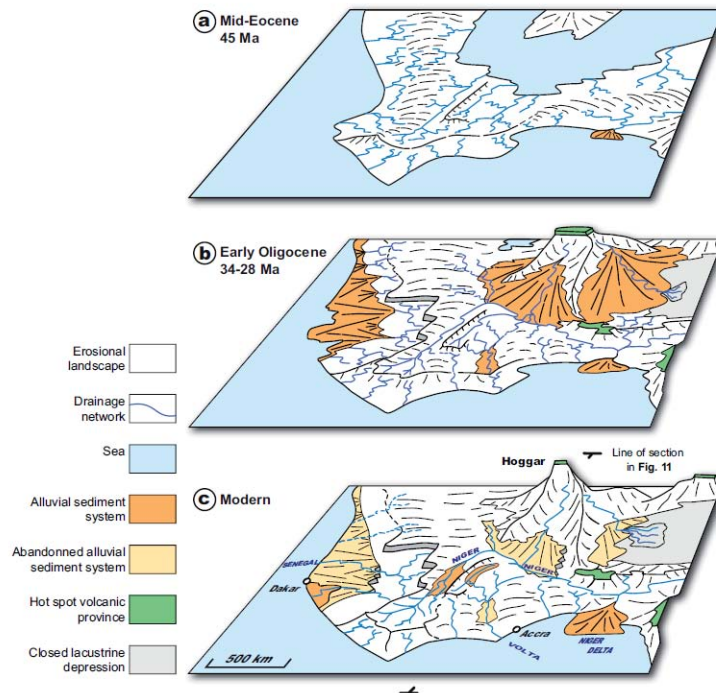 a Mid-Eocene
45 Ma
b Early Oligocene
34-28 Ma
Erosional
landscape
Drainage
network
Sea
Alluvial sediment
system
Abandonned alluvial
sediment system
Hot spot volcanic
province
Closed lacustrine
depression
Hoggar
Line of section
in Fig. 11
c Modern
SENEGAL
Dakar
NIGER
NIGER
Accra
VOLTA
NIGER
DELTA
500 km